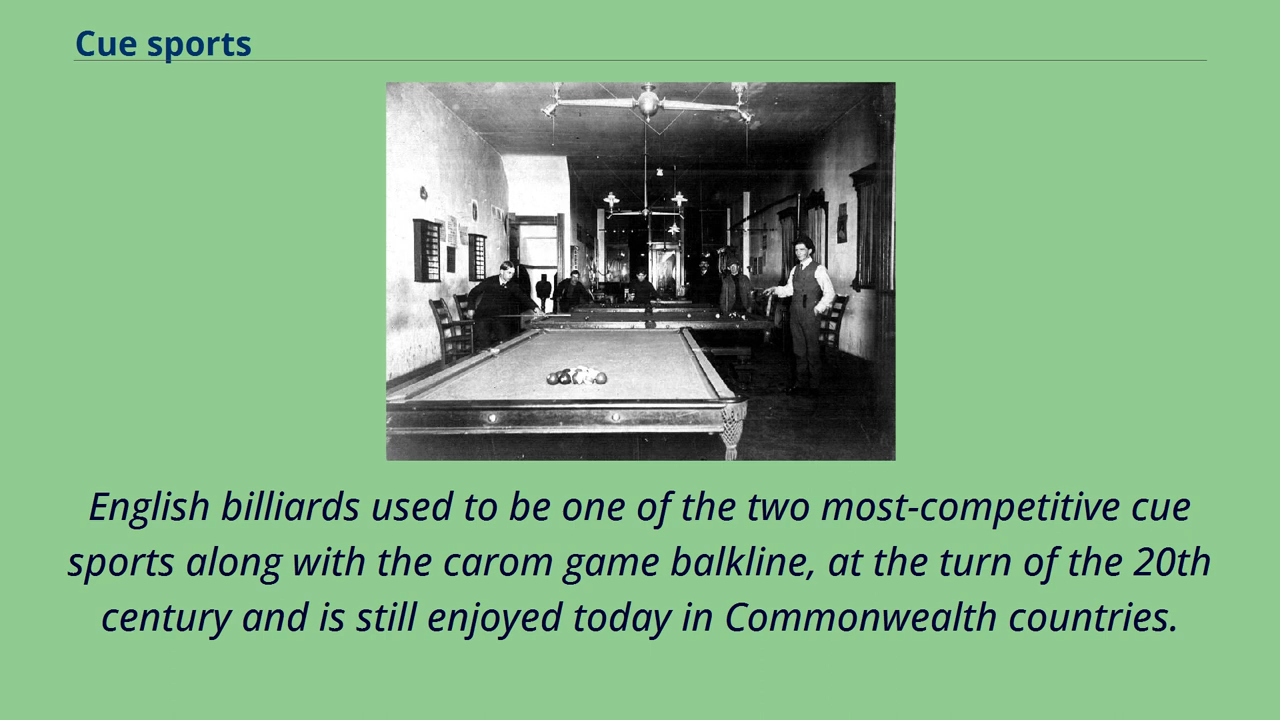 Cue sports
English billiards used to be one of the two most-competitive cue
sports along with the carom game balkline, at the turn of the 20th
century and is still enjoyed today in Commonwealth countries.